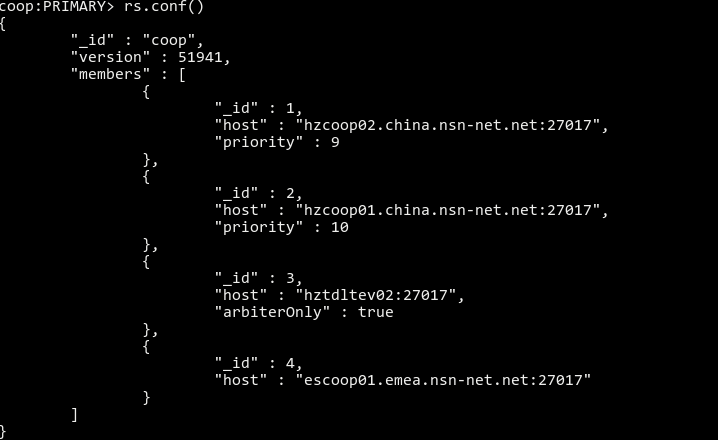 coop:PRIMARY> rs.conf()
{
        "_id" : "coop",
        "version" : 51941,
        "members" : [
                {
                        "_id" : 1,
                        "host" : "hzcoop02.china.nsn-net.net:27017",
                        "priority" : 9
                },
                {
                        "_id" : 2,
                        "host" : "hzcoop01.china.nsn-net.net:27017",
                        "priority" : 10
                },
                {
                        "_id" : 3,
                        "host" : "hztdltev02:27017",
                        "arbiterOnly" : true
                },
                {
                        "_id" : 4,
                        "host" : "escoop01.emea.nsn-net.net:27017"
                }
        ]
}